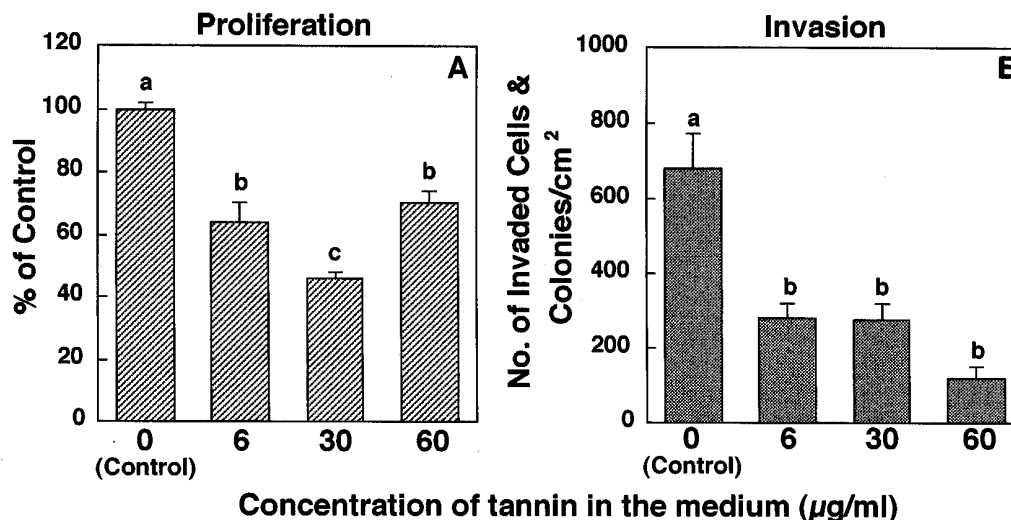 Proliferation
A
% of Control
120
100
80
60
40
20
0
a
b
c
b
0
6
30
60
(Control)
Invasion
B
No. of Invaded Cells &
Colonies/cm²
1000
800
600
400
200
0
a
b
b
b
0
6
30
60
(Control)
Concentration of tannin in the medium (µg/ml)